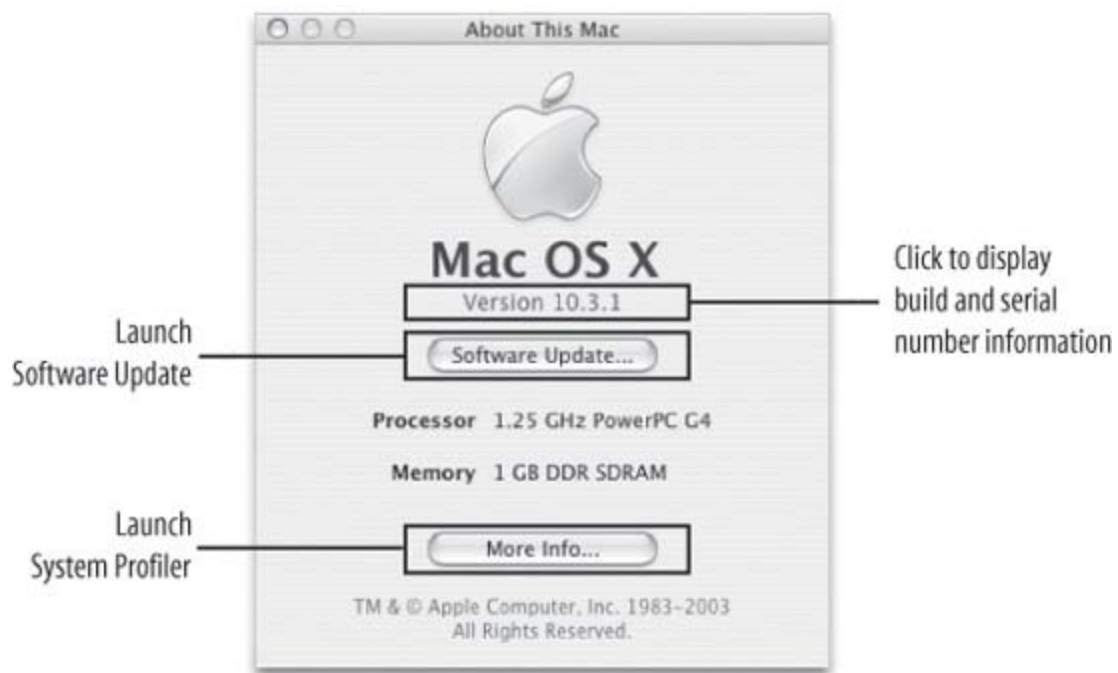 About This Mac
Mac OS X
Version 10.3.1
Click to display
build and serial
number information
Launch
Software Update
Software Update...
Processor 1.25 GHz PowerPC G4
Memory 1 GB DDR SDRAM
Launch
System Profiler
More Info...
TM & © Apple Computer, Inc. 1983–2003
All Rights Reserved.